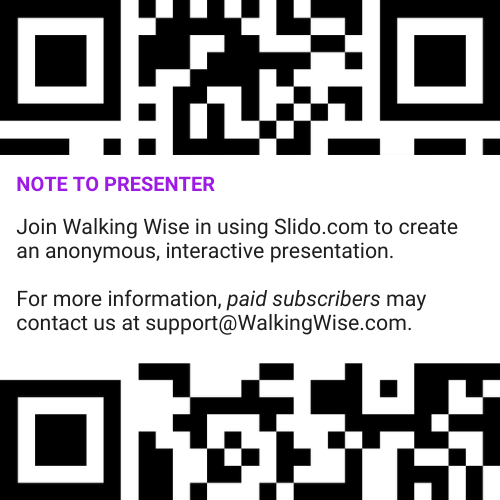 NOTE TO PRESENTER
Join Walking Wise in using Slido.com to create
an anonymous, interactive presentation.
For more information, paid subscribers may
contact us at support@WalkingWise.com.